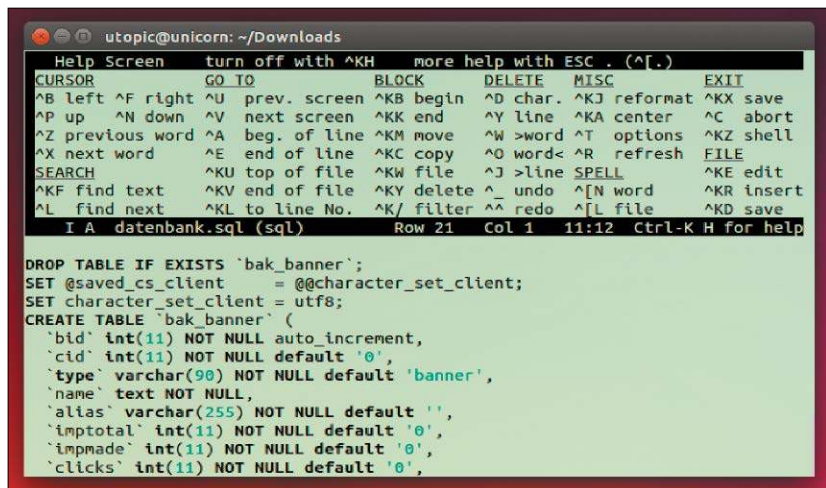 utopic@unicorn: ~/Downloads
Help Screen turn off with ^KH more help with ESC . (^[.)
CURSOR GO TO BLOCK DELETE MISC EXIT
^B left ^F right ^U prev. screen ^KB begin ^D char. ^KJ reformat ^KX save
^P up ^N down ^V next screen ^KK end ^Y line ^KA center ^C abort
^Z previous word ^A beg. of line ^KM move ^W >word ^T options ^KZ shell
^X next word ^E end of line ^KC copy ^O word< ^R refresh FILE
SEARCH ^KU top of file ^KW file ^J >line SPELL ^KE edit
^KF find text ^KV end of file ^KY delete ^_ undo ^[N word ^KR insert
^L find next ^KL to line No. ^K/ filter ^^ redo ^[L file ^KD save
I A datenbank.sql (sql) Row 21 Col 1 11:12 Ctrl-K H for help
DROP TABLE IF EXISTS `bak_banner`;
SET @saved_cs_client = @@character_set_client;
SET character_set_client = utf8;
CREATE TABLE `bak_banner` (
`bid` int(11) NOT NULL auto_increment,
`cid` int(11) NOT NULL default '0',
`type` varchar(90) NOT NULL default 'banner',
`name` text NOT NULL,
`alias` varchar(255) NOT NULL default '',
`imptotal` int(11) NOT NULL default '0',
`impmade` int(11) NOT NULL default '0',
`clicks` int(11) NOT NULL default '0',